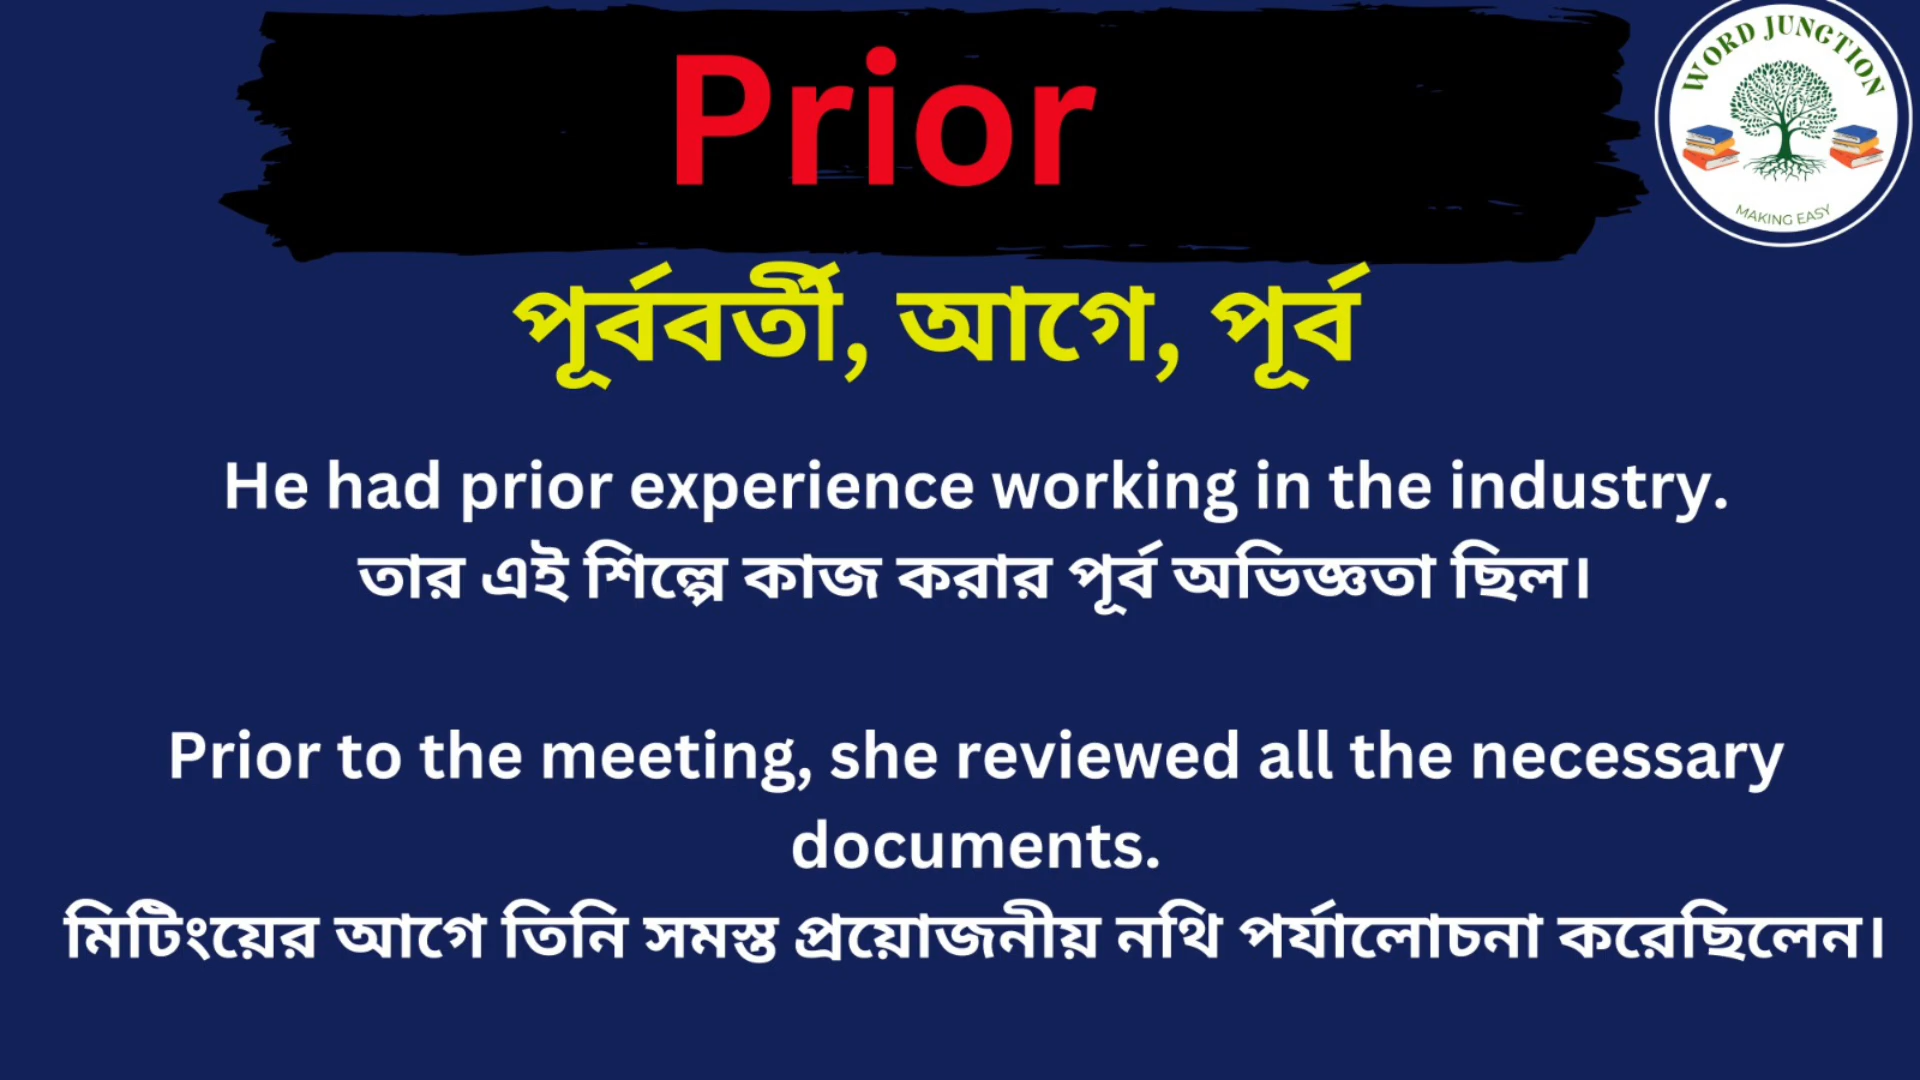 Prior
WORD JUNCTION
MAKING EASY
পূর্ববর্তী, আগে, পূর্ব
He had prior experience working in the industry.
তার এই শিল্পে কাজ করার পূর্ব অভিজ্ঞতা ছিল।
Prior to the meeting, she reviewed all the necessary
documents.
মিটিংয়ের আগে তিনি সমস্ত প্রয়োজনীয় নথি পর্যালোচনা করেছিলেন।